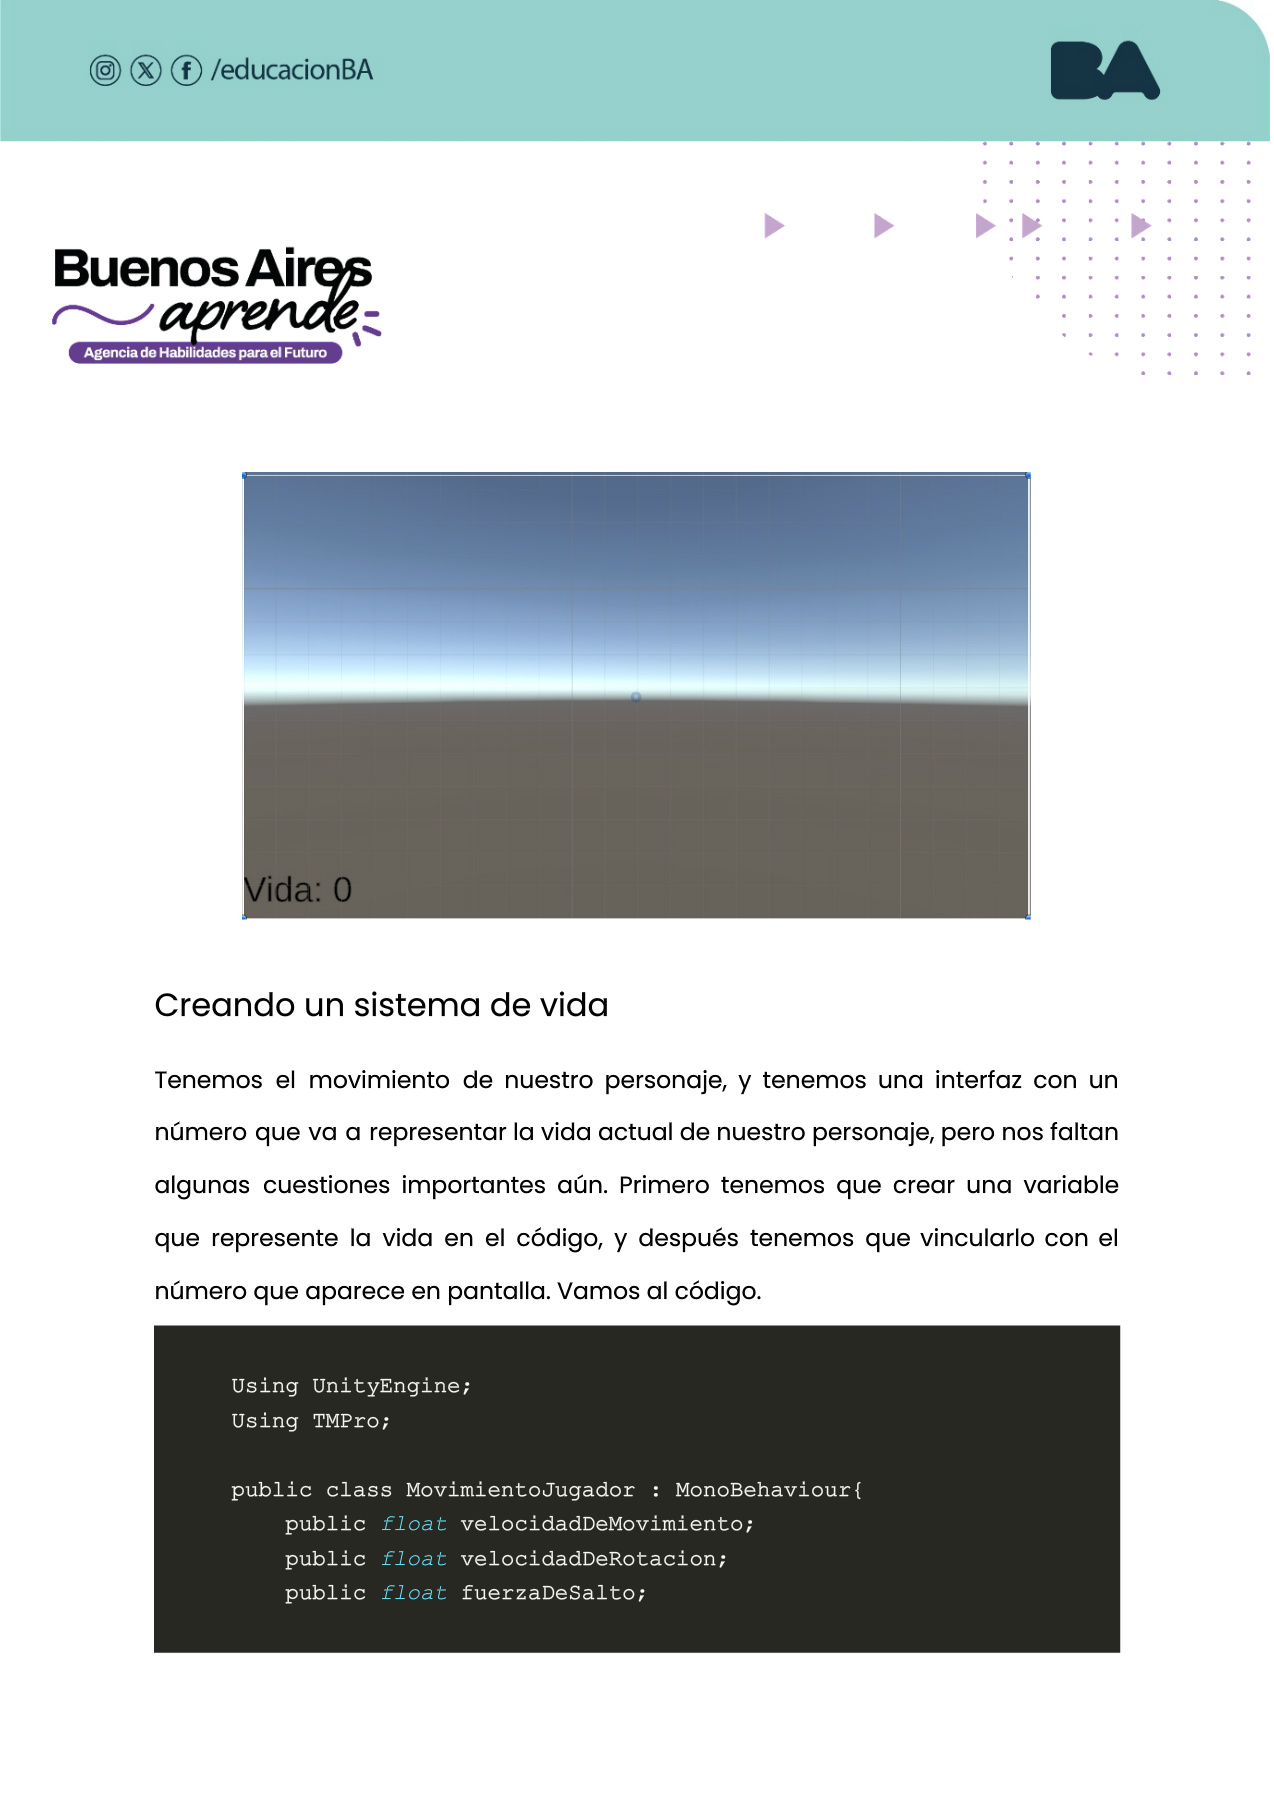 /educacionBA
BA
Buenos Aires
aprende
Agencia de Habilidades para el Futuro
Vida: 0
Creando un sistema de vida
Tenemos el movimiento de nuestro personaje, y tenemos una interfaz con un
número que va a representar la vida actual de nuestro personaje, pero nos faltan
algunas cuestiones importantes aún. Primero tenemos que crear una variable
que represente la vida en el código, y después tenemos que vincularlo con el
número que aparece en pantalla. Vamos al código.
Using UnityEngine;
Using TMPro;
public class MovimientoJugador : MonoBehaviour{
public float velocidadDeMovimiento;
public float velocidadDeRotacion;
public float fuerzaDeSalto;